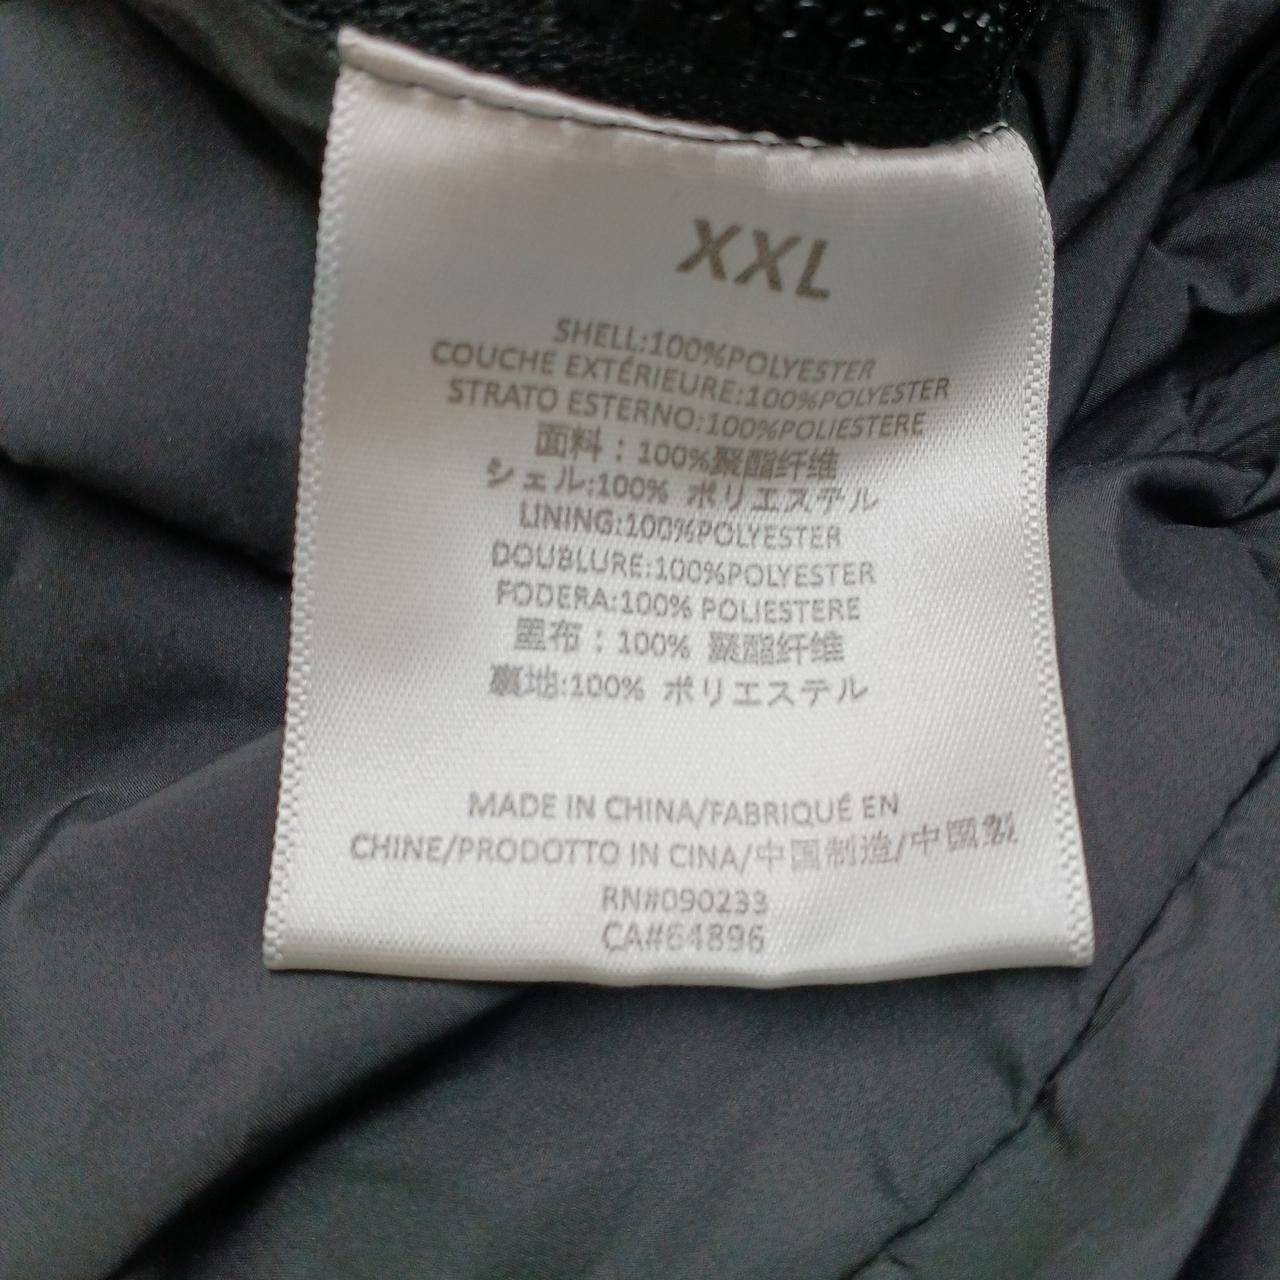 XXL
SHELL:100%POLYESTER
COUCHE EXTÉRIEURE:100%POLYESTER
STRATO ESTERNO:100%POLIESTERE
面料：100%聚酯纤维
シェル:100% ポリエステル
LINING:100%POLYESTER
DOUBLURE:100%POLYESTER
FODERA:100% POLIESTERE
里布：100% 聚酯纤维
裏地:100% ポリエステル
MADE IN CHINA/FABRIQUÉ EN
CHINE/PRODOTTO IN CINA/中国制造/中国製
RN#090233
CA#64896